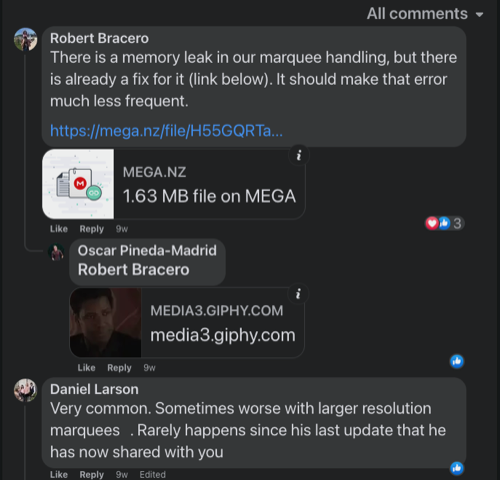 All comments
Robert Bracero
There is a memory leak in our marquee handling, but there
is already a fix for it (link below). It should make that error
much less frequent.
https://mega.nz/file/H55GQRTa...
MEGA.NZ
1.63 MB file on MEGA
Like Reply 9w
3
Oscar Pineda-Madrid
Robert Bracero
MEDIA3.GIPHY.COM
media3.giphy.com
Like Reply 9w
Daniel Larson
Very common. Sometimes worse with larger resolution
marquees . Rarely happens since his last update that he
has now shared with you
Like Reply 9w Edited